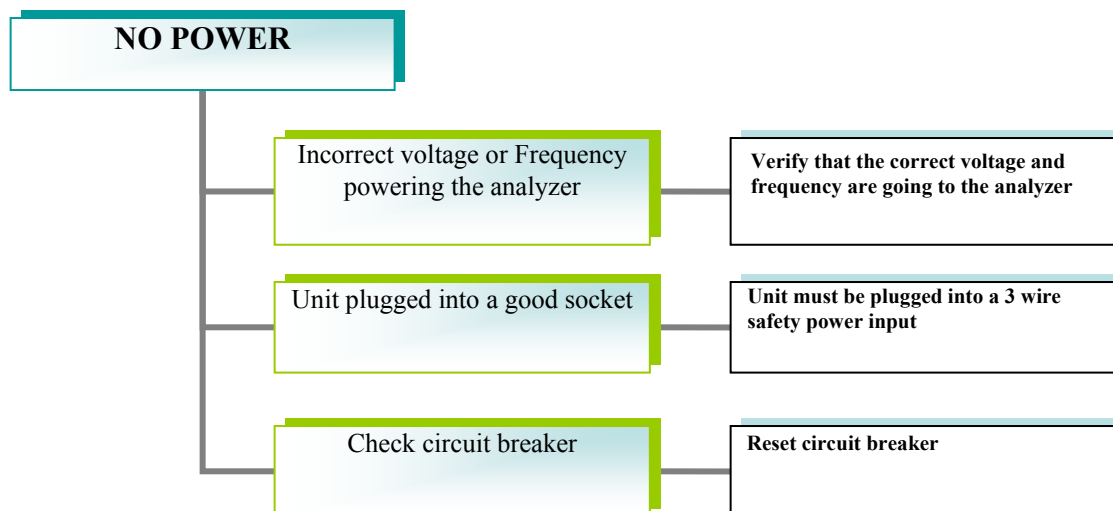 NO POWER
Incorrect voltage or Frequency
powering the analyzer
Verify that the correct voltage and
frequency are going to the analyzer
Unit plugged into a good socket
Unit must be plugged into a 3 wire
safety power input
Check circuit breaker
Reset circuit breaker